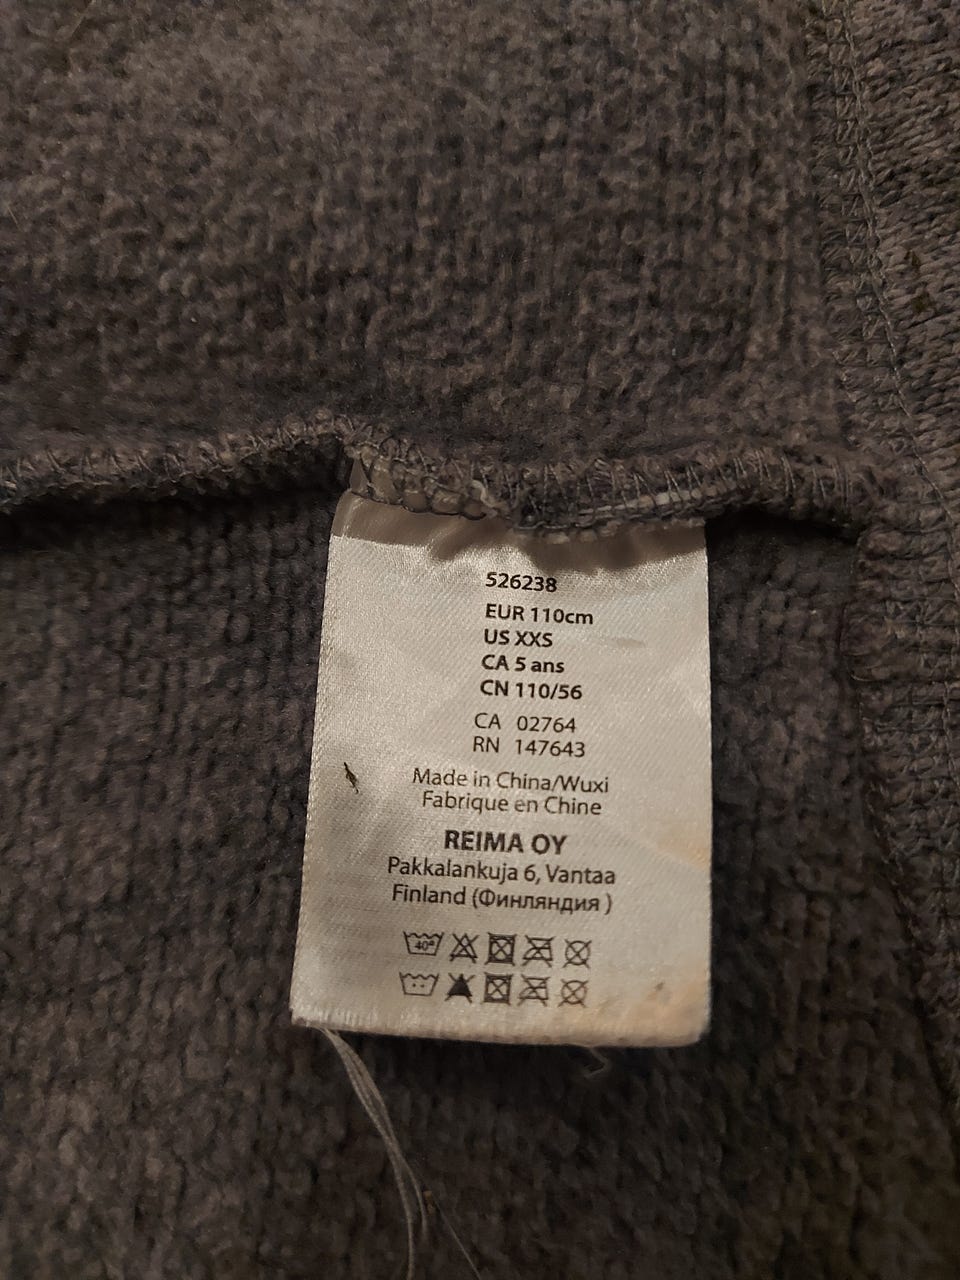 526238
EUR 110cm
US XXS
CA 5 ans
CN 110/56
CA 02764
RN 147643
Made in China/Wuxi
Fabrique en Chine
REIMA OY
Pakkalankuja 6, Vantaa
Finland (Финляндия )
40°